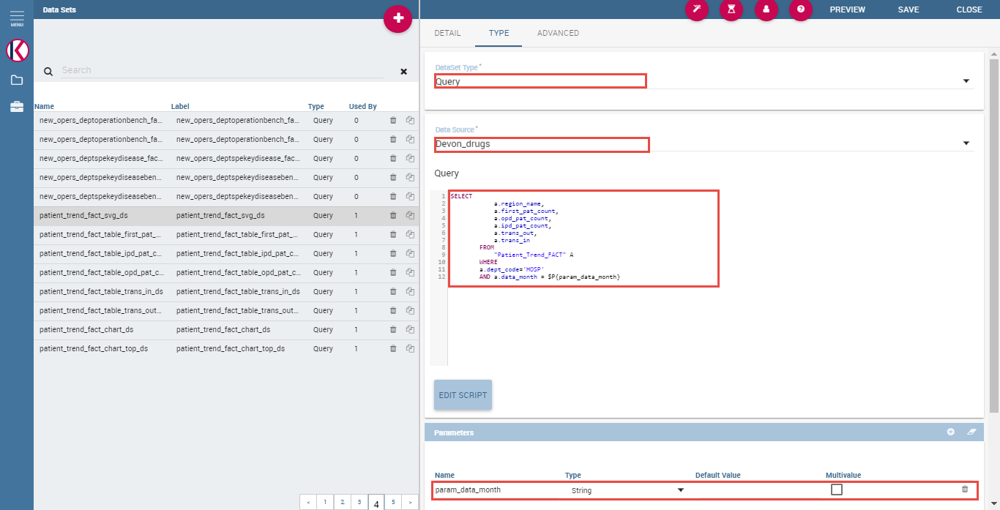 MENU
Data Sets
PREVIEW
SAVE
CLOSE
Search
Name Label Type Used By
new_opers_deptoperationbench_fa... new_opers_deptoperationbench_fa... Query 0
new_opers_deptoperationbench_fa... new_opers_deptoperationbench_fa... Query 0
new_opers_deptspekeydisease_fac... new_opers_deptspekeydisease_fac... Query 0
new_opers_deptspekeydiseaseben... new_opers_deptspekeydiseaseben... Query 0
new_opers_deptspekeydiseaseben... new_opers_deptspekeydiseaseben... Query 0
patient_trend_fact_svg_ds patient_trend_fact_svg_ds Query 1
patient_trend_fact_table_first_pat_... patient_trend_fact_table_first_pat_... Query 1
patient_trend_fact_table_ipd_pat_c... patient_trend_fact_table_ipd_pat_c... Query 1
patient_trend_fact_table_opd_pat_c... patient_trend_fact_table_opd_pat_c... Query 1
patient_trend_fact_table_trans_in_ds patient_trend_fact_table_trans_in_ds Query 1
patient_trend_fact_table_trans_out... patient_trend_fact_table_trans_out... Query 1
patient_trend_fact_chart_ds patient_trend_fact_chart_ds Query 1
patient_trend_fact_chart_top_ds patient_trend_fact_chart_top_ds Query 1
< 1 2 3 4 5 >
DETAIL TYPE ADVANCED
DataSet Type *
Query
Data Source *
Devon_drugs
Query
1 SELECT
2 a.region_name,
3 a.first_pat_count,
4 a.opd_pat_count,
5 a.ipd_pat_count,
6 a.trans_out,
7 a.trans_in
8 FROM
9 "Patient_Trend_FACT" A
10 WHERE
11 a.dept_code='HOSP'
12 AND a.data_month = $P{param_data_month}
EDIT SCRIPT
Parameters
Name Type Default Value Multivalue
param_data_month String